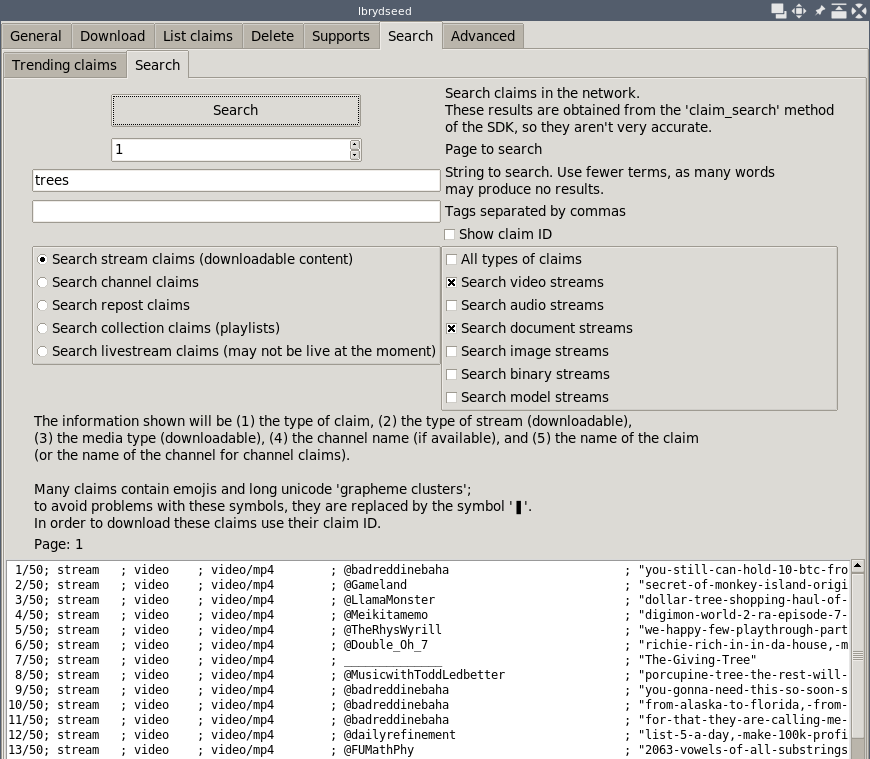 lbrydseed
General Download List claims Delete Supports Search Advanced
Trending claims Search
Search
Search claims in the network.
These results are obtained from the 'claim_search' method
of the SDK, so they aren't very accurate.
1
Page to search
trees
String to search. Use fewer terms, as many words
may produce no results.
Tags separated by commas
Show claim ID
Search stream claims (downloadable content)
Search channel claims
Search repost claims
Search collection claims (playlists)
Search livestream claims (may not be live at the moment)
All types of claims
Search video streams
Search audio streams
Search document streams
Search image streams
Search binary streams
Search model streams
The information shown will be (1) the type of claim, (2) the type of stream (downloadable),
(3) the media type (downloadable), (4) the channel name (if available), and (5) the name of the claim
(or the name of the channel for channel claims).
Many claims contain emojis and long unicode 'grapheme clusters';
to avoid problems with these symbols, they are replaced by the symbol '❚'.
In order to download these claims use their claim ID.
Page: 1
1/50; stream ; video ; video/mp4 ; @badreddinebaha ; "you-still-can-hold-10-btc-fro
2/50; stream ; video ; video/mp4 ; @Gameland ; "secret-of-monkey-island-origi
3/50; stream ; video ; video/mp4 ; @LlamaMonster ; "dollar-tree-shopping-haul-of-
4/50; stream ; video ; video/mp4 ; @Meikitamemo ; "digimon-world-2-ra-episode-7-
5/50; stream ; video ; video/mp4 ; @TheRhysWyrill ; "we-happy-few-playthrough-part
6/50; stream ; video ; video/mp4 ; @Double_Oh_7 ; "richie-rich-in-in-da-house,-m
7/50; stream ; video ; video/mp4 ; ______________ ; "The-Giving-Tree"
8/50; stream ; video ; video/mp4 ; @MusicwithToddLedbetter ; "porcupine-tree-the-rest-will-
9/50; stream ; video ; video/mp4 ; @badreddinebaha ; "you-gonna-need-this-so-soon-s
10/50; stream ; video ; video/mp4 ; @badreddinebaha ; "from-alaska-to-florida,-from-
11/50; stream ; video ; video/mp4 ; @badreddinebaha ; "for-that-they-are-calling-me-
12/50; stream ; video ; video/mp4 ; @dailyrefinement ; "list-5-a-day,-make-100k-profi
13/50; stream ; video ; video/mp4 ; @FUMathPhy ; "2063-vowels-of-all-substrings